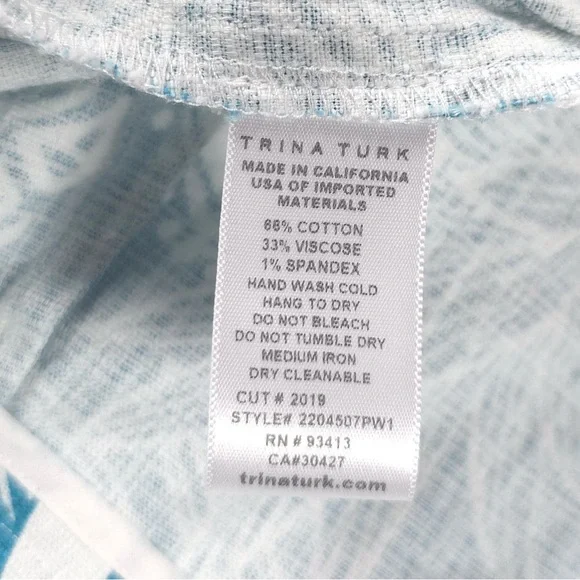 TRINA TURK
MADE IN CALIFORNIA
USA OF IMPORTED
MATERIALS
66% COTTON
33% VISCOSE
1% SPANDEX
HAND WASH COLD
HANG TO DRY
DO NOT BLEACH
DO NOT TUMBLE DRY
MEDIUM IRON
DRY CLEANABLE
CUT# 2019
STYLE# 2204507PW1
RN # 93413
CA#30427
trinaturk.com